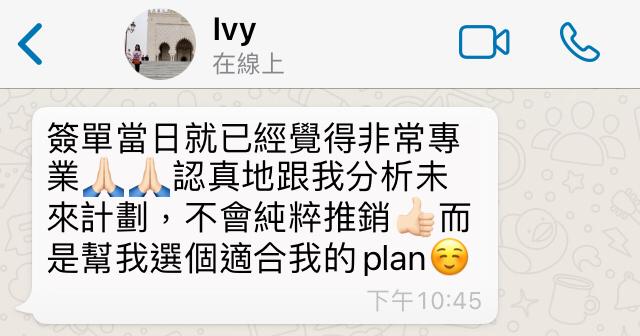 Ivy
在線上
簽單當日就已經覺得非常專
業🙏🏻🙏🏻認真地跟我分析未
來計劃，不會純粹推銷👍🏻而
是幫我選個適合我的plan☺️
下午10:45